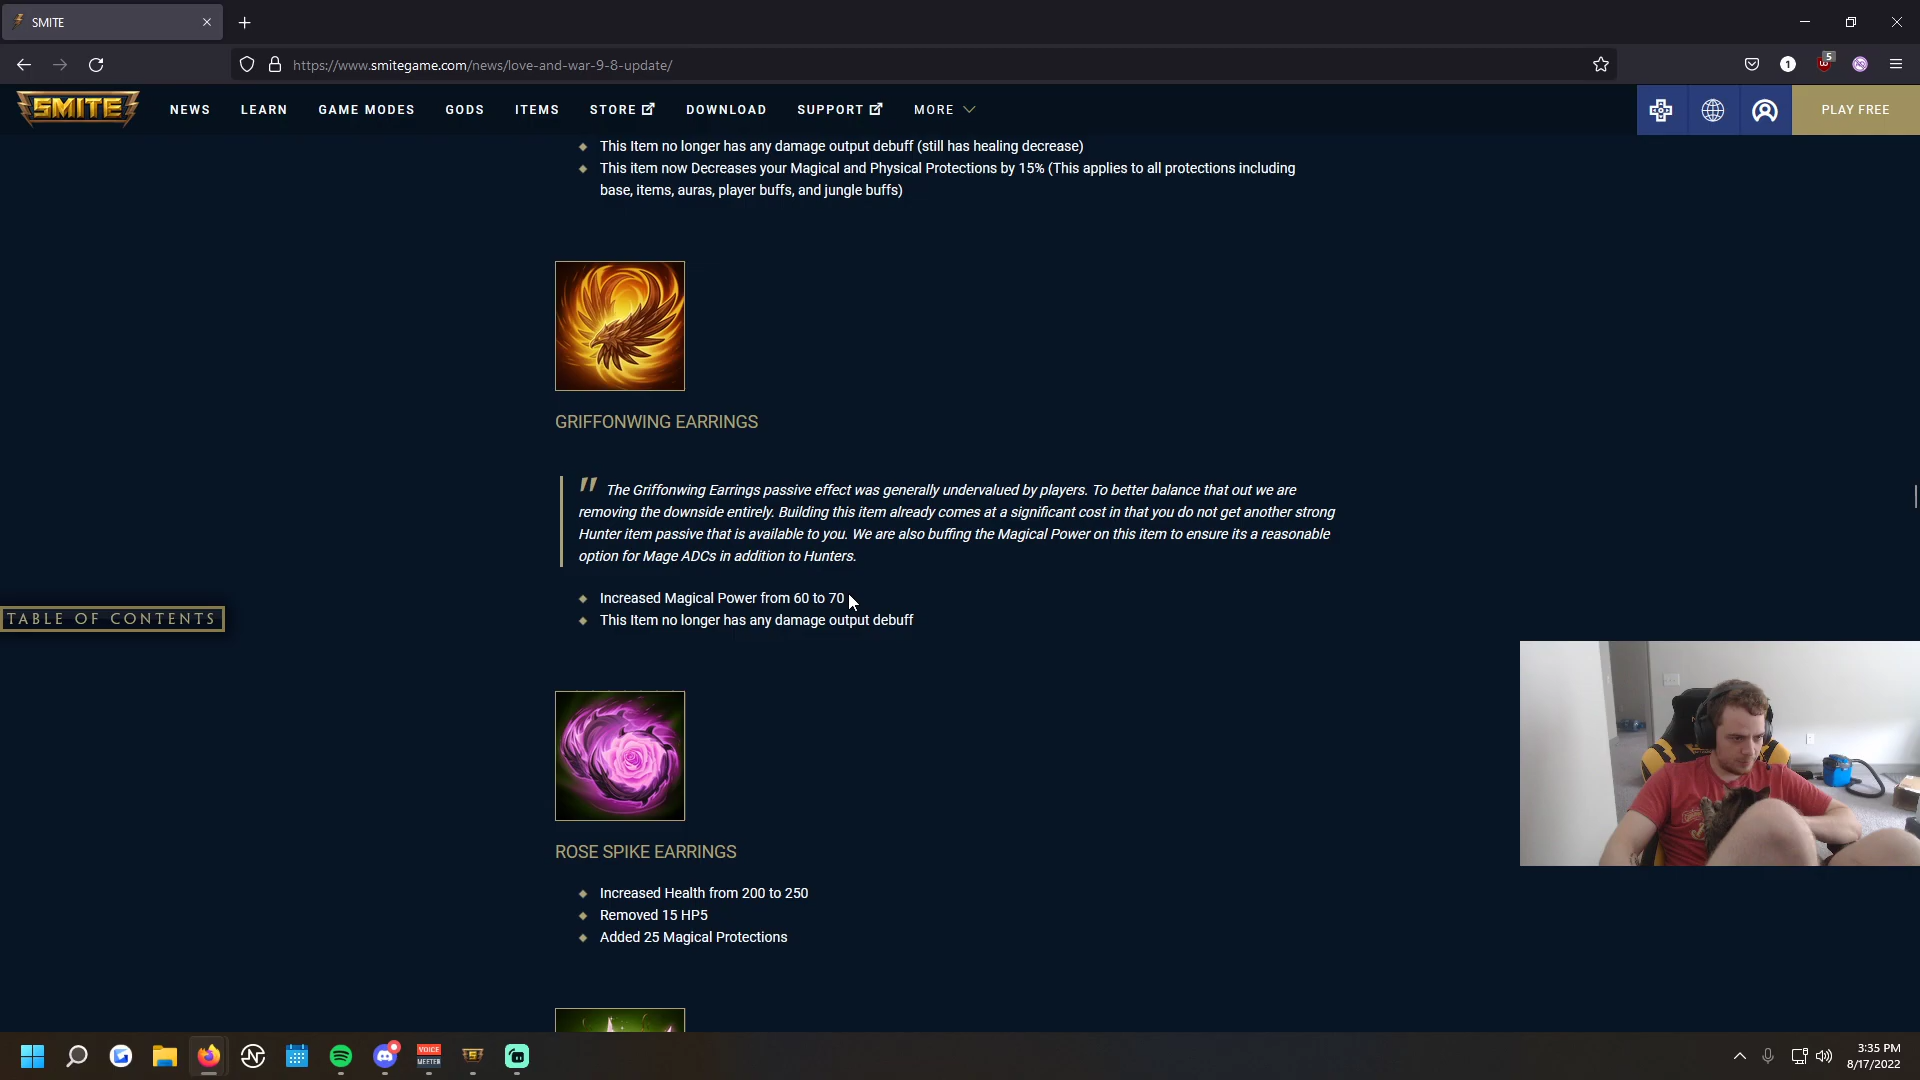 SMITE
https://www.smitegame.com/news/love-and-war-9-8-update/
1
5
SMITE
NEWS
LEARN
GAME MODES
GODS
ITEMS
STORE
DOWNLOAD
SUPPORT
MORE
PLAY FREE
This Item no longer has any damage output debuff (still has healing decrease)
This item now Decreases your Magical and Physical Protections by 15% (This applies to all protections including
base, items, auras, player buffs, and jungle buffs)
GRIFFONWING EARRINGS
" The Griffonwing Earrings passive effect was generally undervalued by players. To better balance that out we are
removing the downside entirely. Building this item already comes at a significant cost in that you do not get another strong
Hunter item passive that is available to you. We are also buffing the Magical Power on this item to ensure its a reasonable
option for Mage ADCs in addition to Hunters.
Increased Magical Power from 60 to 70
This Item no longer has any damage output debuff
TABLE OF CONTENTS
ROSE SPIKE EARRINGS
Increased Health from 200 to 250
Removed 15 HP5
Added 25 Magical Protections
VOICE
MEETER
3:35 PM
8/17/2022